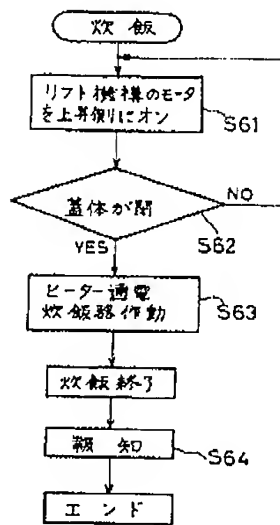 炊飯
リフト機構のモータ
を上昇側にオン
S61
蓋体が閉
NO
S62
YES
ヒーター通電
炊飯器作動
S63
炊飯終了
報知
S64
エンド